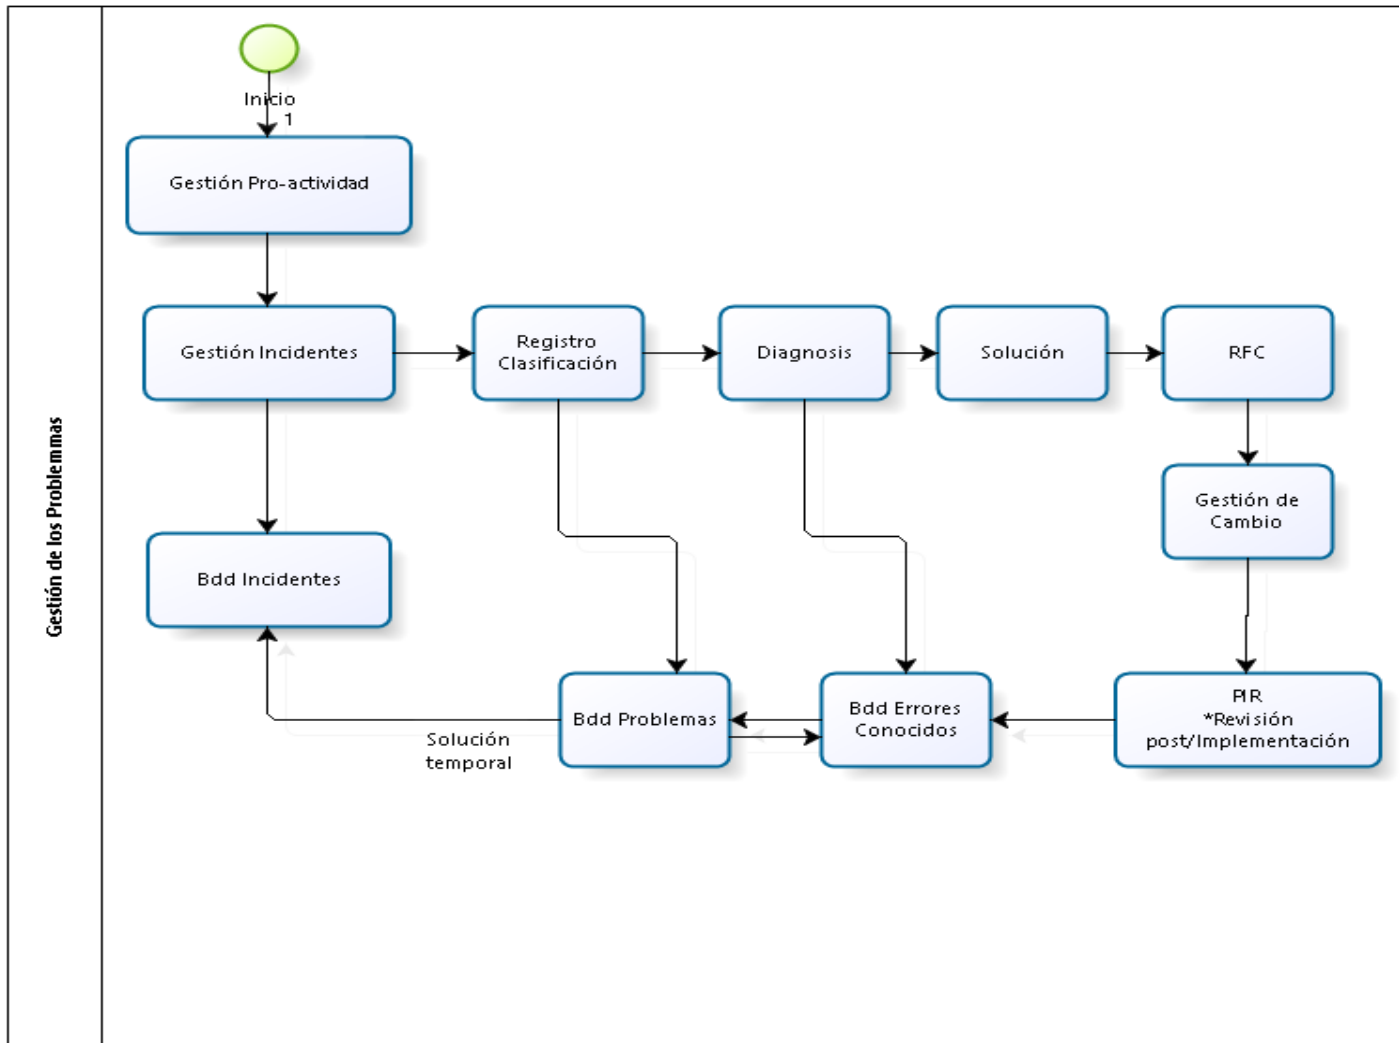 Gestión de los Problemmas
Inicio
1
Gestión Pro-actividad
Gestión Incidentes
Registro
Clasificación
Diagnosis
Solución
RFC
Gestión de
Cambio
Bdd Incidentes
Bdd Problemas
Bdd Errores
Conocidos
PIR
*Revisión
post/Implementación
Solución
temporal